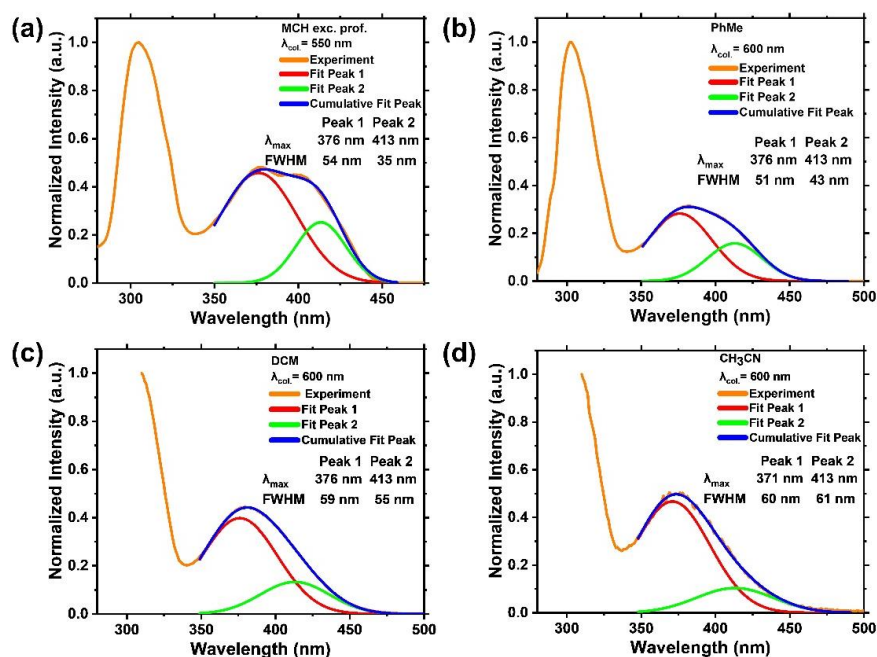 (a)
MCH exc. prof.
λcol.= 550 nm
Experiment
Fit Peak 1
Fit Peak 2
Cumulative Fit Peak
Peak 1 Peak 2
λmax 376 nm 413 nm
FWHM 54 nm 35 nm
Normalized Intensity (a.u.)
1.0
0.8
0.6
0.4
0.2
0.0
300 350 400 450
Wavelength (nm)
(b)
PhMe
λcol.= 600 nm
Experiment
Fit Peak 1
Fit Peak 2
Cumulative Fit Peak
Peak 1 Peak 2
λmax 376 nm 413 nm
FWHM 51 nm 43 nm
Normalized Intensity (a.u.)
1.0
0.8
0.6
0.4
0.2
0.0
300 350 400 450 500
Wavelength (nm)
(c)
DCM
λcol.= 600 nm
Experiment
Fit Peak 1
Fit Peak 2
Cumulative Fit Peak
Peak 1 Peak 2
λmax 376 nm 413 nm
FWHM 59 nm 55 nm
Normalized Intensity (a.u.)
1.0
0.8
0.6
0.4
0.2
0.0
300 350 400 450 500
Wavelength (nm)
(d)
CH3CN
λcol.= 600 nm
Experiment
Fit Peak 1
Fit Peak 2
Cumulative Fit Peak
Peak 1 Peak 2
λmax 371 nm 413 nm
FWHM 60 nm 61 nm
Normalized Intensity (a.u.)
1.0
0.8
0.6
0.4
0.2
0.0
300 350 400 450 500
Wavelength (nm)